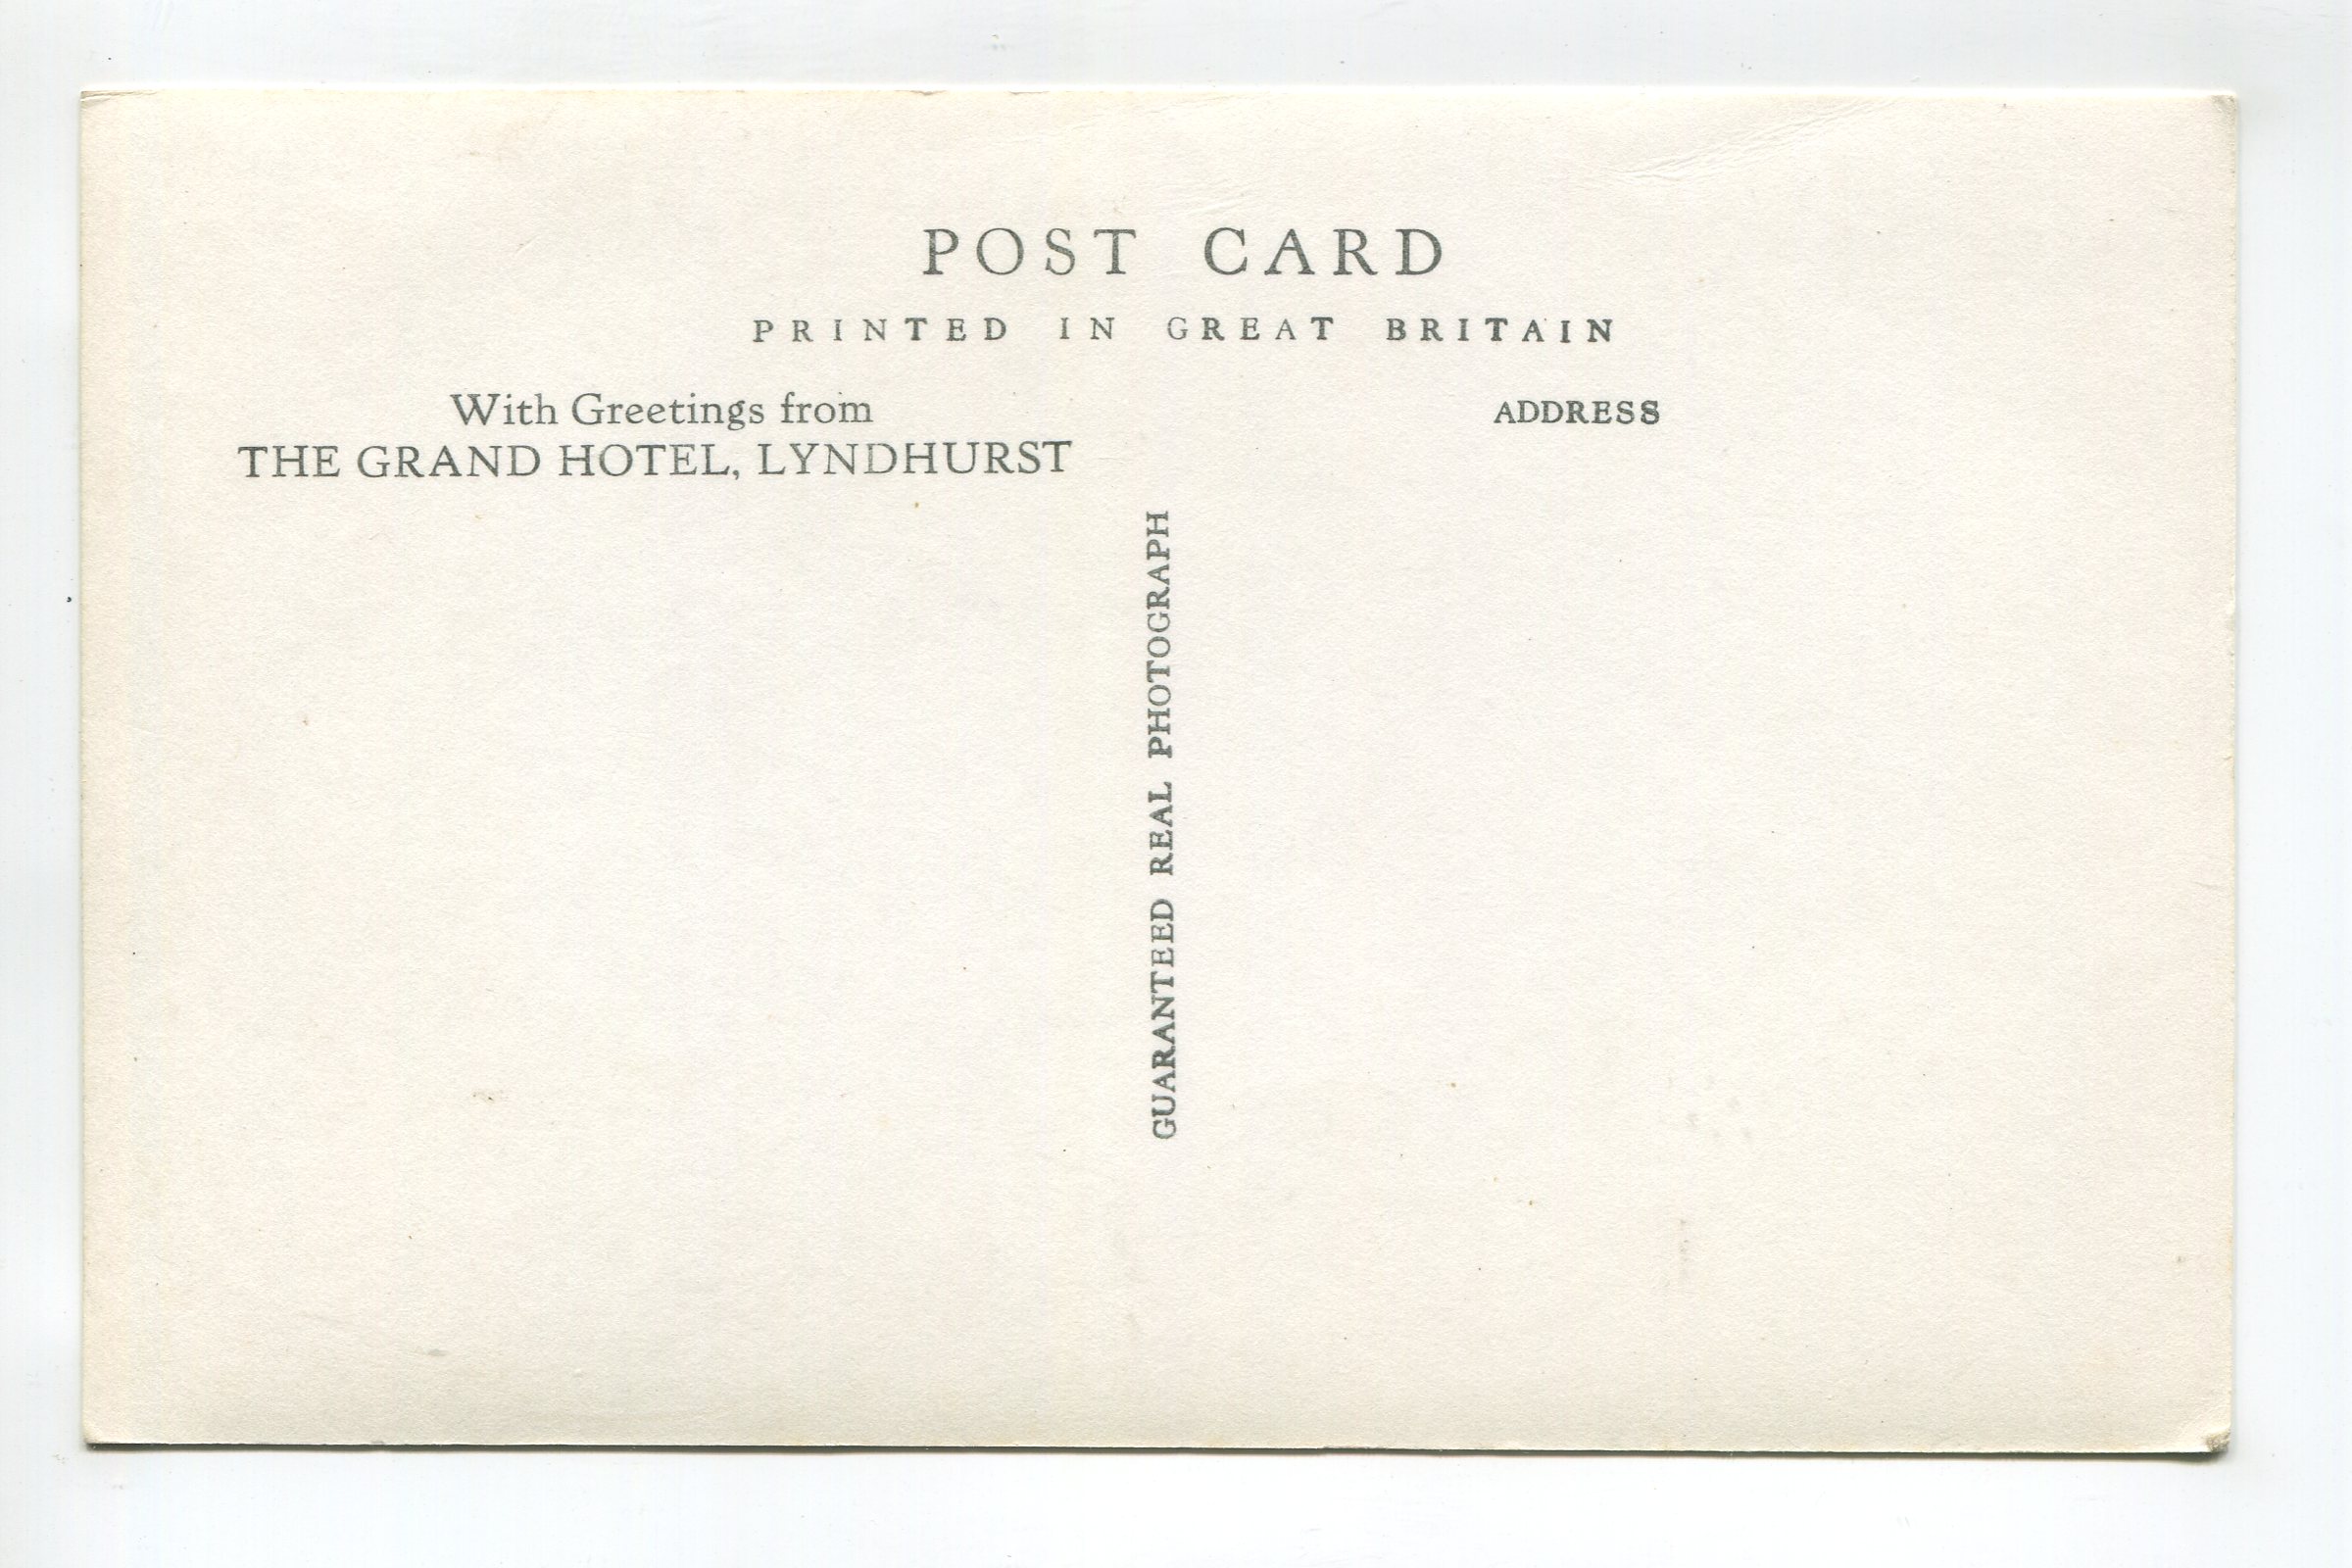 POST CARD
PRINTED IN GREAT BRITAIN
With Greetings from
THE GRAND HOTEL, LYNDHURST
ADDRESS
GUARANTEED REAL PHOTOGRAPH